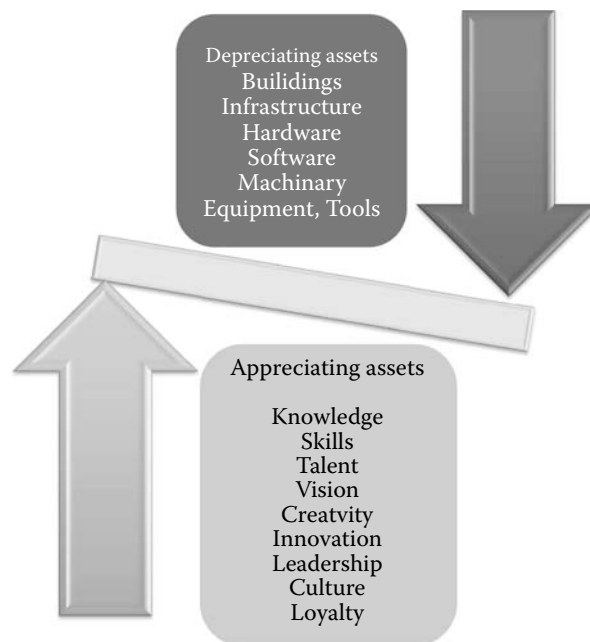 Depreciating assets
Builidings
Infrastructure
Hardware
Software
Machinary
Equipment, Tools
Appreciating assets
Knowledge
Skills
Talent
Vision
Creatvity
Innovation
Leadership
Culture
Loyalty